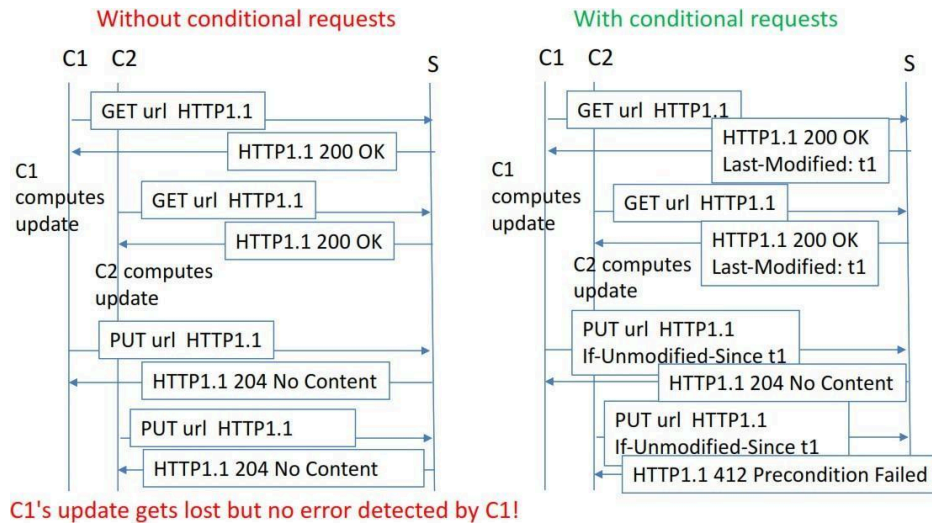 Without conditional requests
C1
C2
S
GET url HTTP1.1
HTTP1.1 200 OK
C1
computes
update
GET url HTTP1.1
HTTP1.1 200 OK
C2 computes
update
PUT url HTTP1.1
HTTP1.1 204 No Content
PUT url HTTP1.1
HTTP1.1 204 No Content
C1's update gets lost but no error detected by C1!
With conditional requests
C1
C2
S
GET url HTTP1.1
HTTP1.1 200 OK
Last-Modified: t1
C1
computes
update
GET url HTTP1.1
HTTP1.1 200 OK
Last-Modified: t1
C2 computes
update
PUT url HTTP1.1
If-Unmodified-Since t1
HTTP1.1 204 No Content
PUT url HTTP1.1
If-Unmodified-Since t1
HTTP1.1 412 Precondition Failed